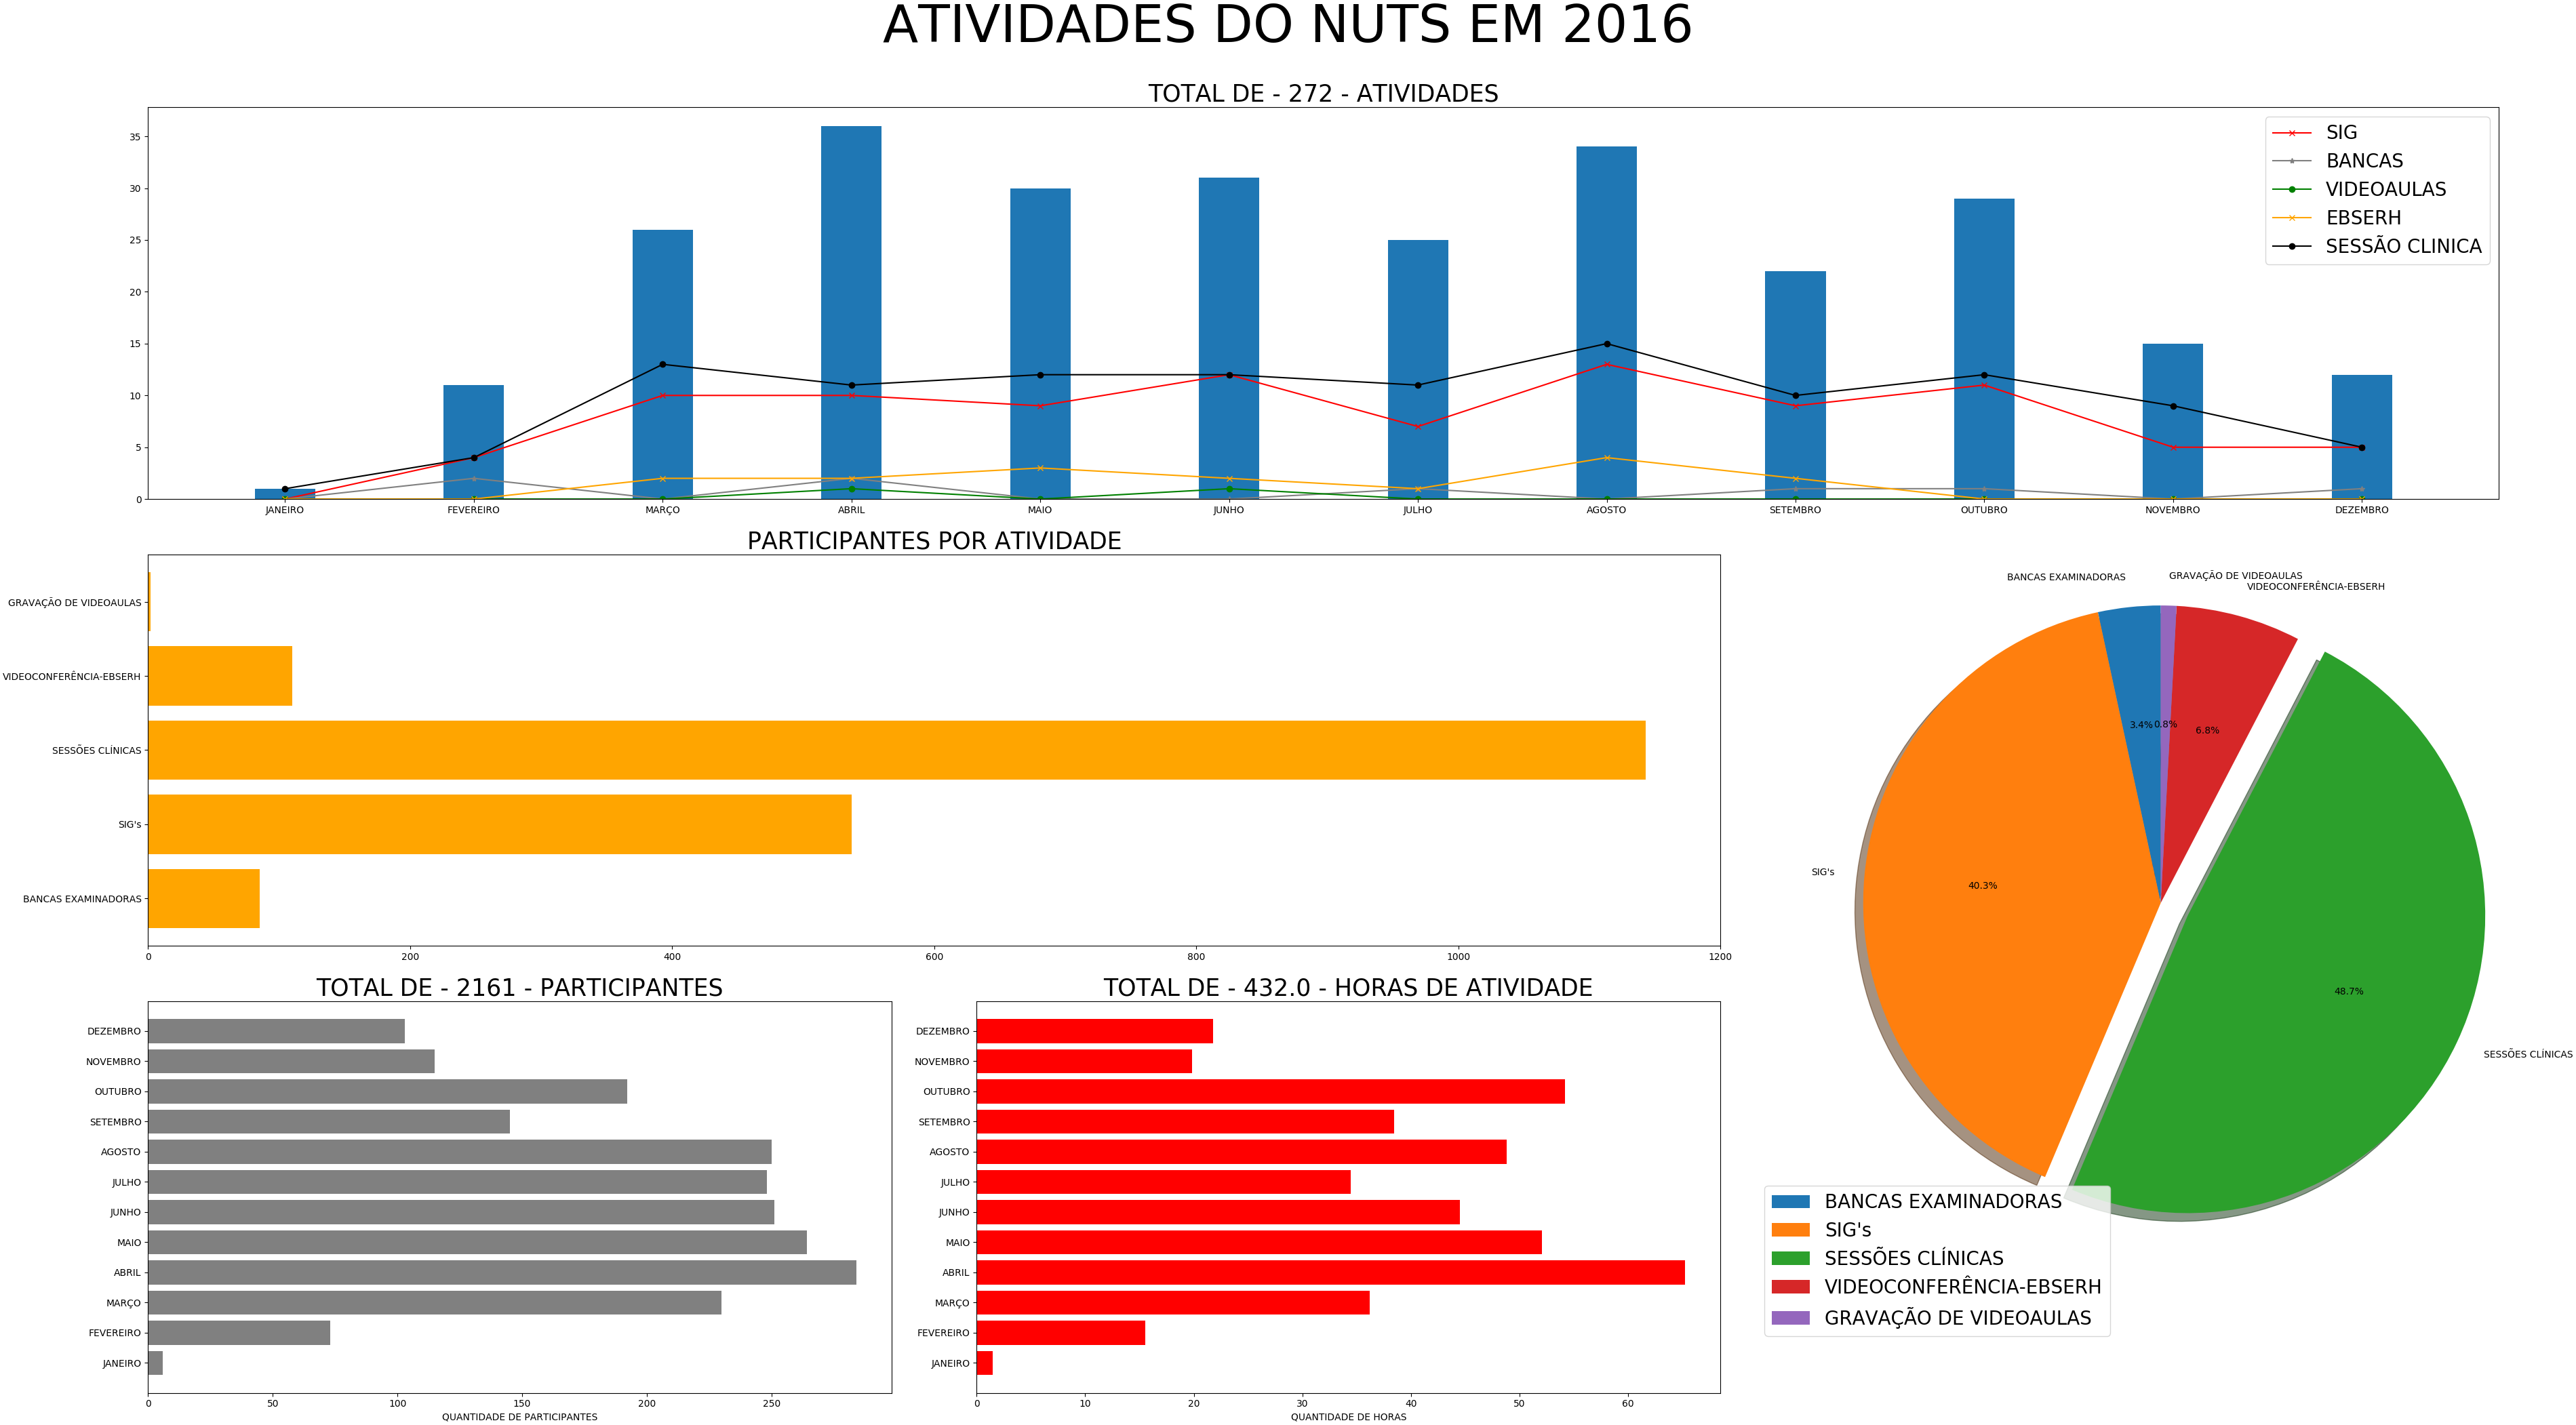 ATIVIDADES DO NUTS EM 2016
TOTAL DE - 272 - ATIVIDADES
35
30
25
20
15
10
5
0
SIG
BANCAS
VIDEOAULAS
EBSERH
SESSÃO CLINICA
JANEIRO FEVEREIRO MARÇO ABRIL MAIO JUNHO JULHO AGOSTO SETEMBRO OUTUBRO NOVEMBRO DEZEMBRO
PARTICIPANTES POR ATIVIDADE
GRAVAÇÃO DE VIDEOAULAS
VIDEOCONFERÊNCIA-EBSERH
SESSÕES CLÍNICAS
SIG's
BANCAS EXAMINADORAS
0 200 400 600 800 1000 1200
BANCAS EXAMINADORAS
GRAVAÇÃO DE VIDEOAULAS
VIDEOCONFERÊNCIA-EBSERH
3.4%
0.8%
6.8%
SIG's
40.3%
48.7%
SESSÕES CLÍNICAS
BANCAS EXAMINADORAS
SIG's
SESSÕES CLÍNICAS
VIDEOCONFERÊNCIA-EBSERH
GRAVAÇÃO DE VIDEOAULAS
TOTAL DE - 2161 - PARTICIPANTES
DEZEMBRO
NOVEMBRO
OUTUBRO
SETEMBRO
AGOSTO
JULHO
JUNHO
MAIO
ABRIL
MARÇO
FEVEREIRO
JANEIRO
0 50 100 150 200 250
QUANTIDADE DE PARTICIPANTES
TOTAL DE - 432.0 - HORAS DE ATIVIDADE
DEZEMBRO
NOVEMBRO
OUTUBRO
SETEMBRO
AGOSTO
JULHO
JUNHO
MAIO
ABRIL
MARÇO
FEVEREIRO
JANEIRO
0 10 20 30 40 50 60
QUANTIDADE DE HORAS